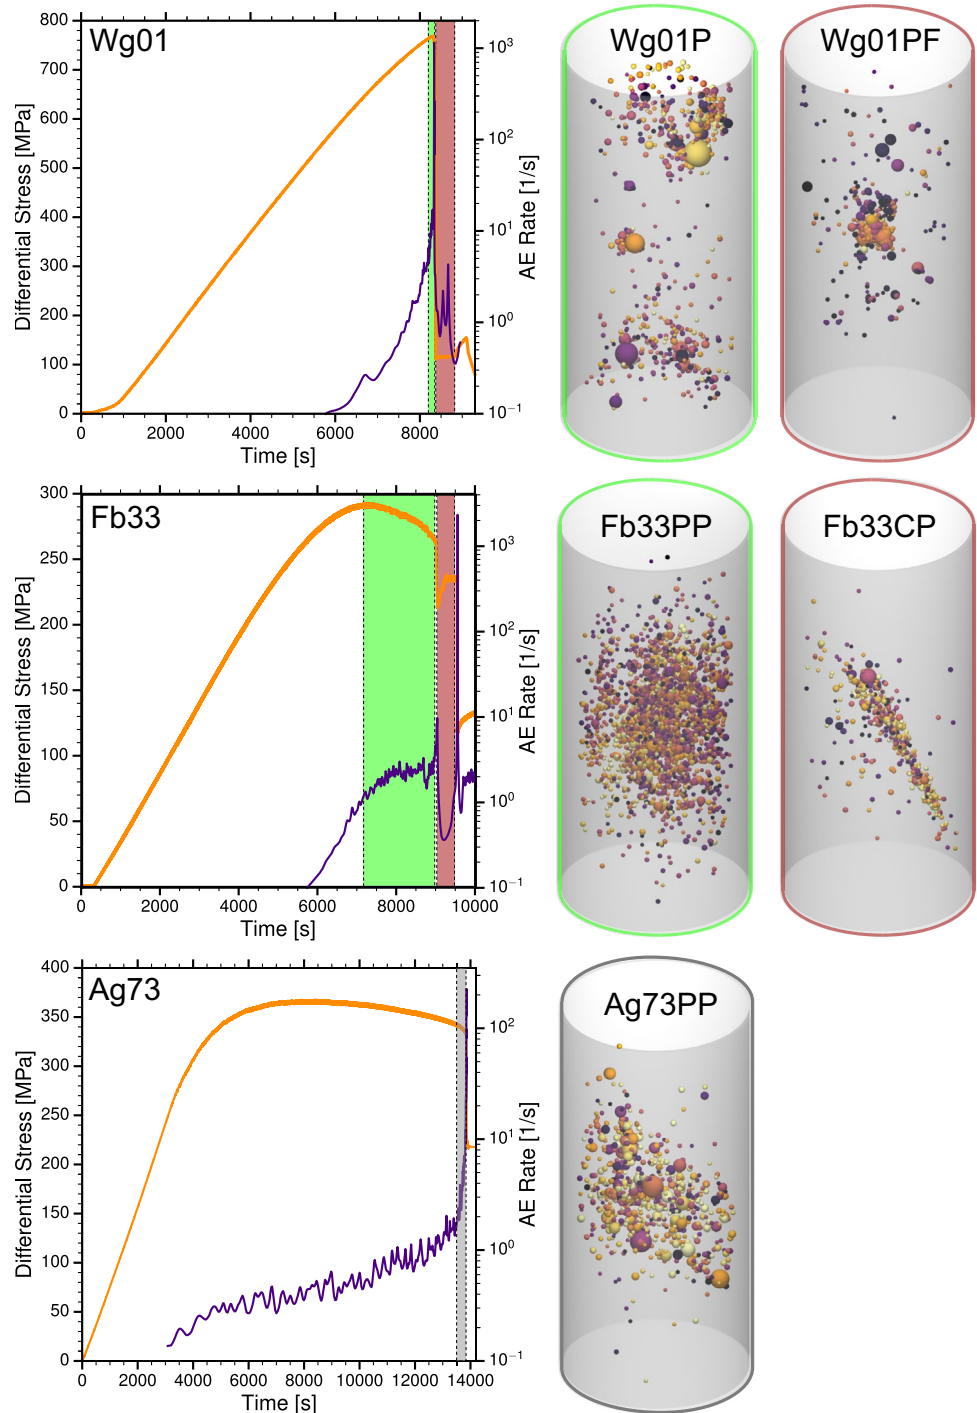 Wg01
800
700
600
500
400
300
200
100
0
Differential Stress [MPa]
0 2000 4000 6000 8000
Time [s]
10³
10²
10¹
10⁰
10⁻¹
AE Rate [1/s]
Wg01P
Wg01PF
Fb33
300
250
200
150
100
50
0
Differential Stress [MPa]
0 2000 4000 6000 8000 10000
Time [s]
10³
10²
10¹
10⁰
10⁻¹
AE Rate [1/s]
Fb33PP
Fb33CP
Ag73
400
350
300
250
200
150
100
50
0
Differential Stress [MPa]
0 2000 4000 6000 8000 10000 12000 14000
Time [s]
10²
10¹
10⁰
10⁻¹
AE Rate [1/s]
Ag73PP